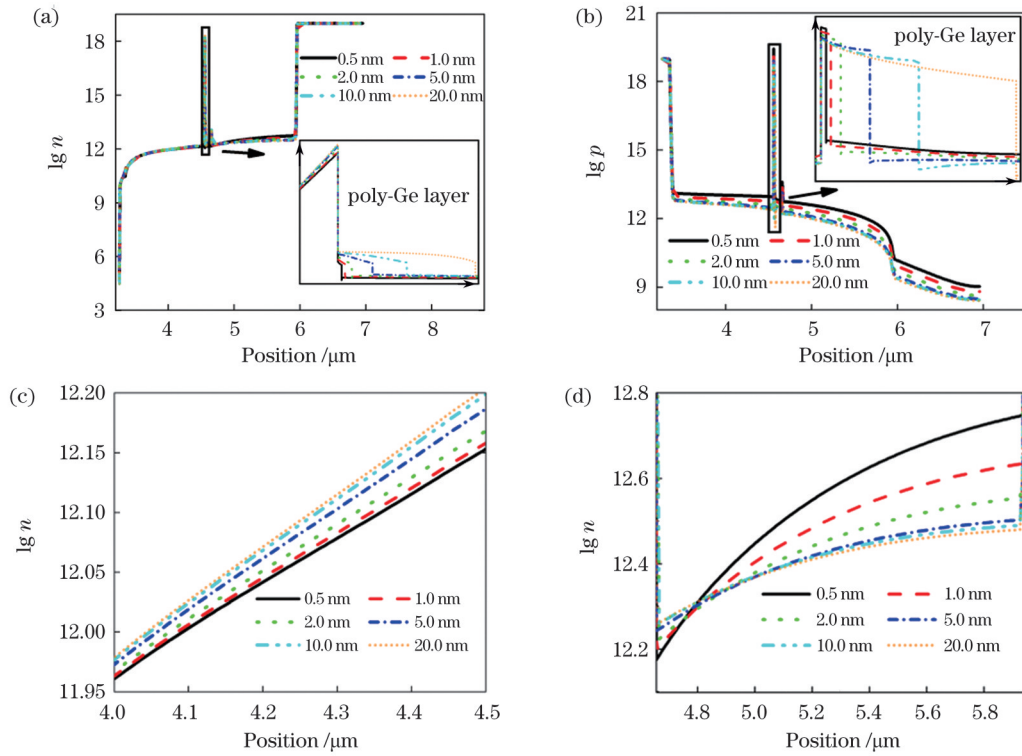 (a)
lg n
19
15
12
9
6
3
0.5 nm 1.0 nm
2.0 nm 5.0 nm
10.0 nm 20.0 nm
poly-Ge layer
4 5 6 7 8
Position /μm
(b)
lg p
21
18
15
12
9
poly-Ge layer
0.5 nm 1.0 nm
2.0 nm 5.0 nm
10.0 nm 20.0 nm
4 5 6 7
Position /μm
(c)
lg n
12.20
12.15
12.10
12.05
12.00
11.95
0.5 nm 1.0 nm
2.0 nm 5.0 nm
10.0 nm 20.0 nm
4.0 4.1 4.2 4.3 4.4 4.5
Position /μm
(d)
lg n
12.8
12.6
12.4
12.2
0.5 nm 1.0 nm
2.0 nm 5.0 nm
10.0 nm 20.0 nm
4.8 5.0 5.2 5.4 5.6 5.8
Position /μm